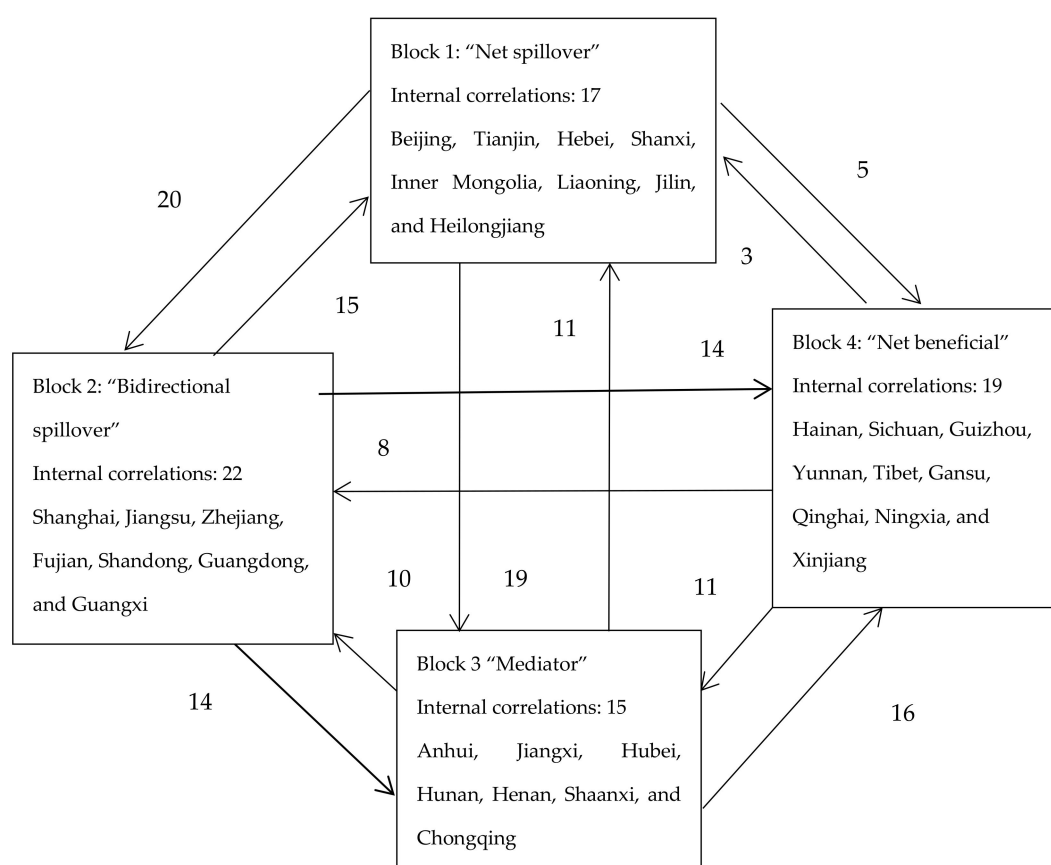 Block 1: “Net spillover”
Internal correlations: 17
Beijing, Tianjin, Hebei, Shanxi,
Inner Mongolia, Liaoning, Jilin,
and Heilongjiang
5
20
3
15
11
14
Block 4: “Net beneficial”
Internal correlations: 19
Hainan, Sichuan, Guizhou,
Yunnan, Tibet, Gansu,
Qinghai, Ningxia, and
Xinjiang
Block 2: “Bidirectional
spillover”
Internal correlations: 22
Shanghai, Jiangsu, Zhejiang,
Fujian, Shandong, Guangdong,
and Guangxi
8
10
19
11
Block 3 “Mediator”
Internal correlations: 15
Anhui, Jiangxi, Hubei,
Hunan, Henan, Shaanxi, and
Chongqing
14
16